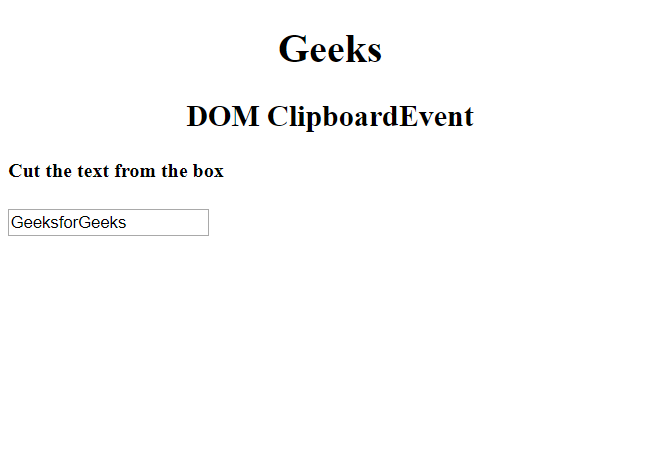 Geeks
DOM ClipboardEvent
Cut the text from the box
GeeksforGeeks